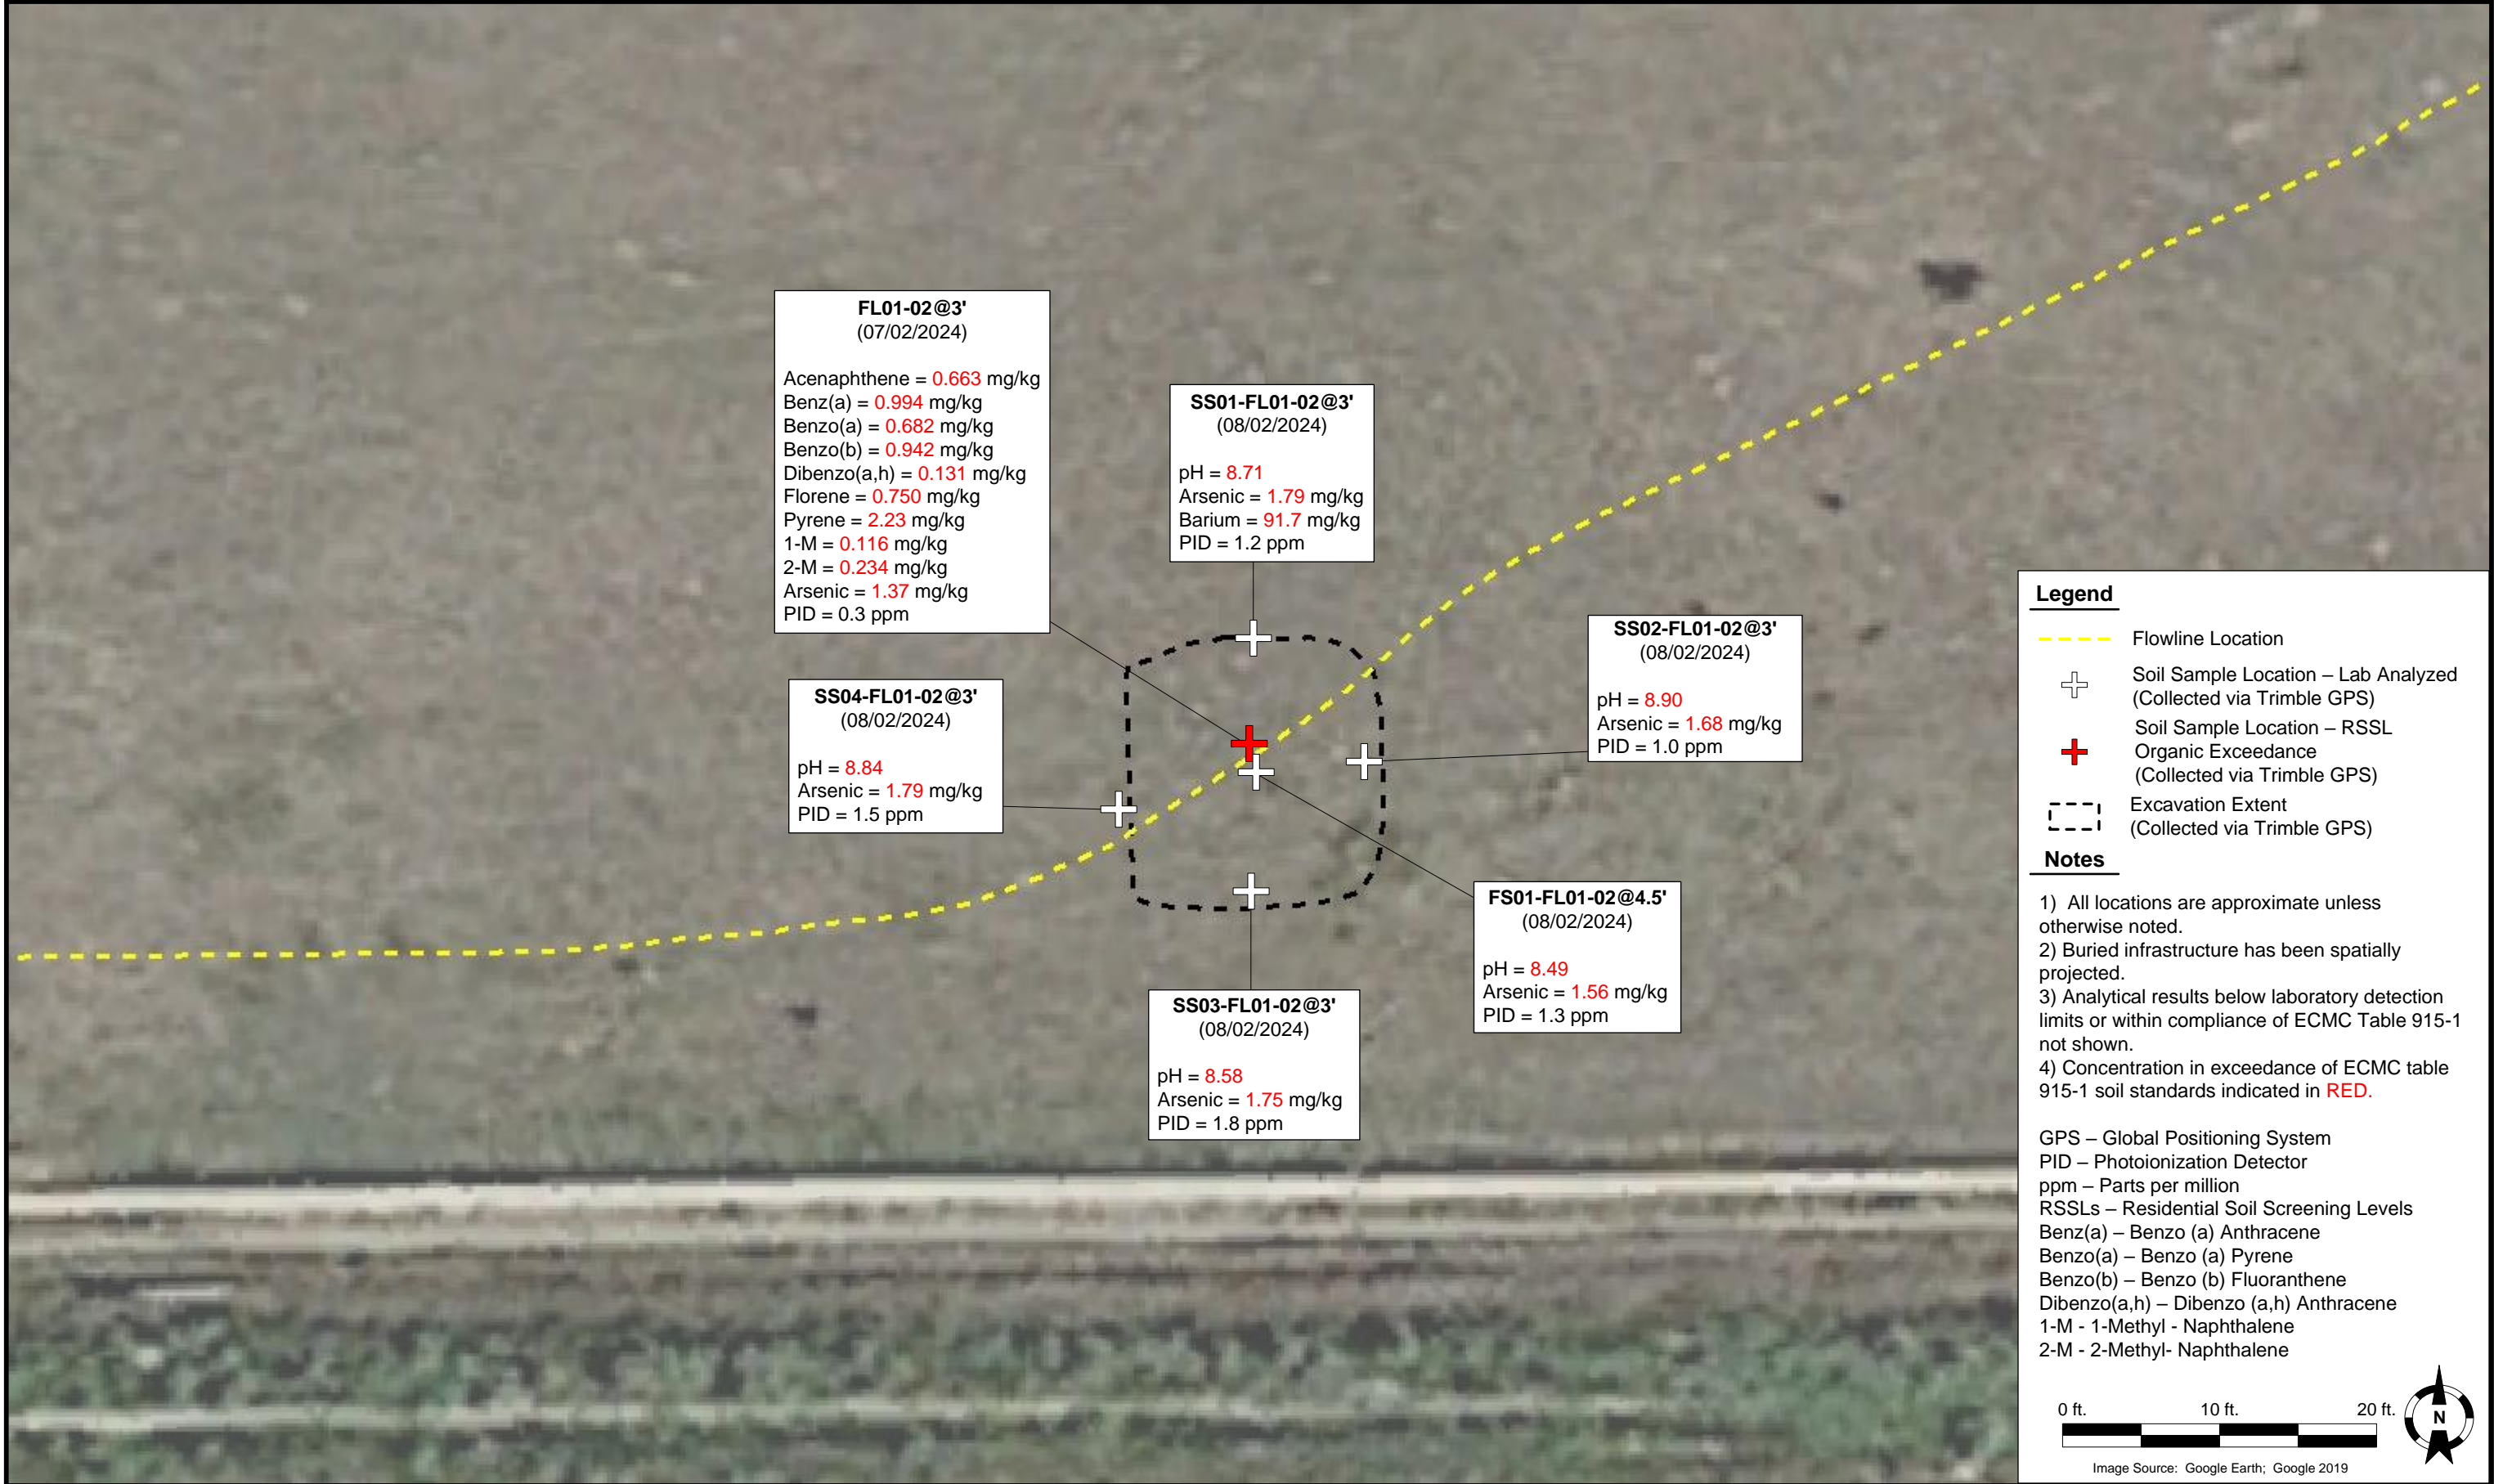 FL01-02@3'
(07/02/2024)
Acenaphthene = 0.663 mg/kg
Benz(a) = 0.994 mg/kg
Benzo(a) = 0.682 mg/kg
Benzo(b) = 0.942 mg/kg
Dibenzo(a,h) = 0.131 mg/kg
Florene = 0.750 mg/kg
Pyrene = 2.23 mg/kg
1-M = 0.116 mg/kg
2-M = 0.234 mg/kg
Arsenic = 1.37 mg/kg
PID = 0.3 ppm
SS01-FL01-02@3'
(08/02/2024)
pH = 8.71
Arsenic = 1.79 mg/kg
Barium = 91.7 mg/kg
PID = 1.2 ppm
SS02-FL01-02@3'
(08/02/2024)
pH = 8.90
Arsenic = 1.68 mg/kg
PID = 1.0 ppm
SS04-FL01-02@3'
(08/02/2024)
pH = 8.84
Arsenic = 1.79 mg/kg
PID = 1.5 ppm
FS01-FL01-02@4.5'
(08/02/2024)
pH = 8.49
Arsenic = 1.56 mg/kg
PID = 1.3 ppm
SS03-FL01-02@3'
(08/02/2024)
pH = 8.58
Arsenic = 1.75 mg/kg
PID = 1.8 ppm
Legend
Flowline Location
Soil Sample Location – Lab Analyzed
(Collected via Trimble GPS)
Soil Sample Location – RSSL
Organic Exceedance
(Collected via Trimble GPS)
Excavation Extent
(Collected via Trimble GPS)
Notes
1) All locations are approximate unless
otherwise noted.
2) Buried infrastructure has been spatially
projected.
3) Analytical results below laboratory detection
limits or within compliance of ECMC Table 915-1
not shown.
4) Concentration in exceedance of ECMC table
915-1 soil standards indicated in RED.
GPS – Global Positioning System
PID – Photoionization Detector
ppm – Parts per million
RSSLs – Residential Soil Screening Levels
Benz(a) – Benzo (a) Anthracene
Benzo(a) – Benzo (a) Pyrene
Benzo(b) – Benzo (b) Fluoranthene
Dibenzo(a,h) – Dibenzo (a,h) Anthracene
1-M - 1-Methyl - Naphthalene
2-M - 2-Methyl- Naphthalene
0 ft. 10 ft. 20 ft.
N
Image Source: Google Earth; Google 2019